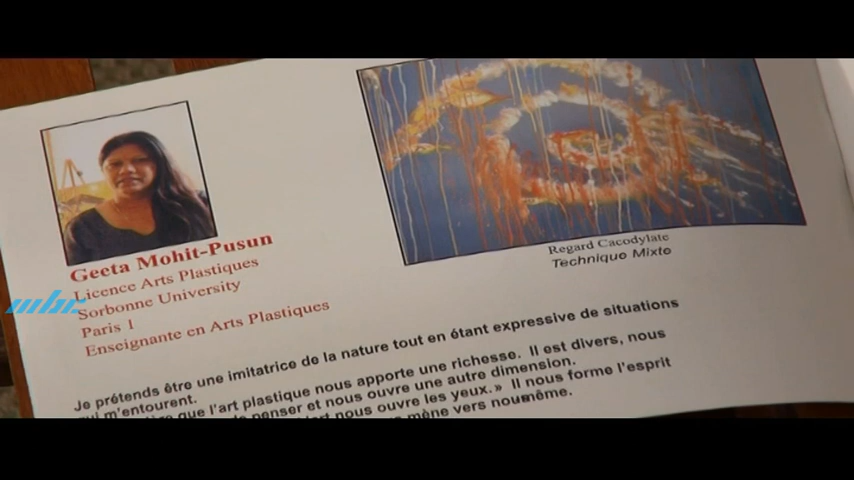 Geeta Mohit-Pusun
Licence Arts Plastiques
Sorbonne University
Paris 1
Enseignante en Arts Plastiques
Regard Cacodylate
Technique Mixte
Je prétends être une imitatrice de la nature tout en étant expressive de situations
qui m'entourent.
que l'art plastique nous apporte une richesse. Il est divers, nous
de penser et nous ouvre une autre dimension.
l'art nous ouvre les yeux. » Il nous forme l'esprit
mène vers nous même.
mbc